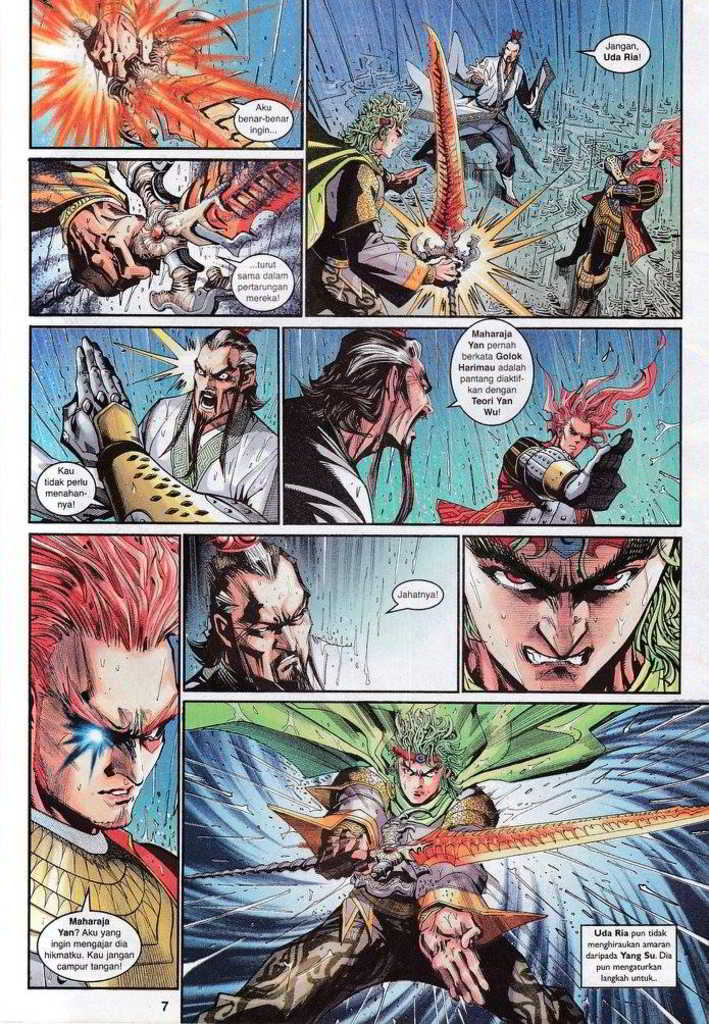 Aku
benar-benar
ingin...
Jangan,
Uda Ria!
...turut
sama dalam
pertarungan
mereka!
Kau
tidak perlu
menahan-
nya!
Maharaja
Yan pernah
berkata Golok
Harimau adalah
pantang diaktif-
kan dengan
Teori Yan
Wu!
Jahatnya!
Maharaja
Yan? Aku yang
ingin mengajar dia
hikmatku. Kau jangan
campur tangan!
Uda Ria pun tidak
menghiraukan amaran
daripada Yang Su. Dia
pun mengaturkan
langkah untuk..
7